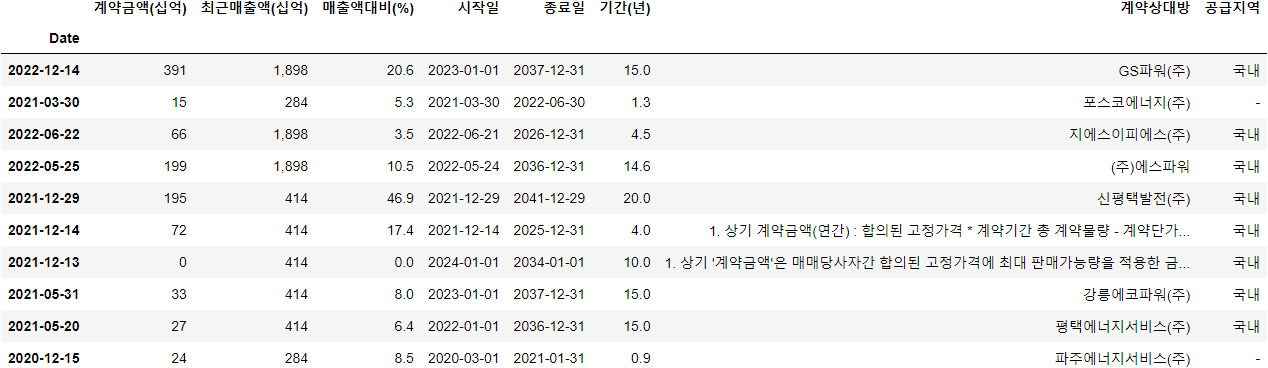 계약금액(십억) 최근매출액(십억) 매출액대비(%) 시작일 종료일 기간(년) 계약상대방 공급지역
Date
2022-12-14 391 1,898 20.6 2023-01-01 2037-12-31 15.0 GS파워(주) 국내
2021-03-30 15 284 5.3 2021-03-30 2022-06-30 1.3 포스코에너지(주) -
2022-06-22 66 1,898 3.5 2022-06-21 2026-12-31 4.5 지에스이피에스(주) 국내
2022-05-25 199 1,898 10.5 2022-05-24 2036-12-31 14.6 (주)에스파워 국내
2021-12-29 195 414 46.9 2021-12-29 2041-12-29 20.0 신평택발전(주) 국내
2021-12-14 72 414 17.4 2021-12-14 2025-12-31 4.0 1. 상기 계약금액(연간) : 합의된 고정가격 * 계약기간 총 계약물량 - 계약단가... 국내
2021-12-13 0 414 0.0 2024-01-01 2034-01-01 10.0 1. 상기 '계약금액'은 매매당사자간 합의된 고정가격에 최대 판매가능량을 적용한 금... 국내
2021-05-31 33 414 8.0 2023-01-01 2037-12-31 15.0 강릉에코파워(주) 국내
2021-05-20 27 414 6.4 2022-01-01 2036-12-31 15.0 평택에너지서비스(주) 국내
2020-12-15 24 284 8.5 2020-03-01 2021-01-31 0.9 파주에너지서비스(주) -